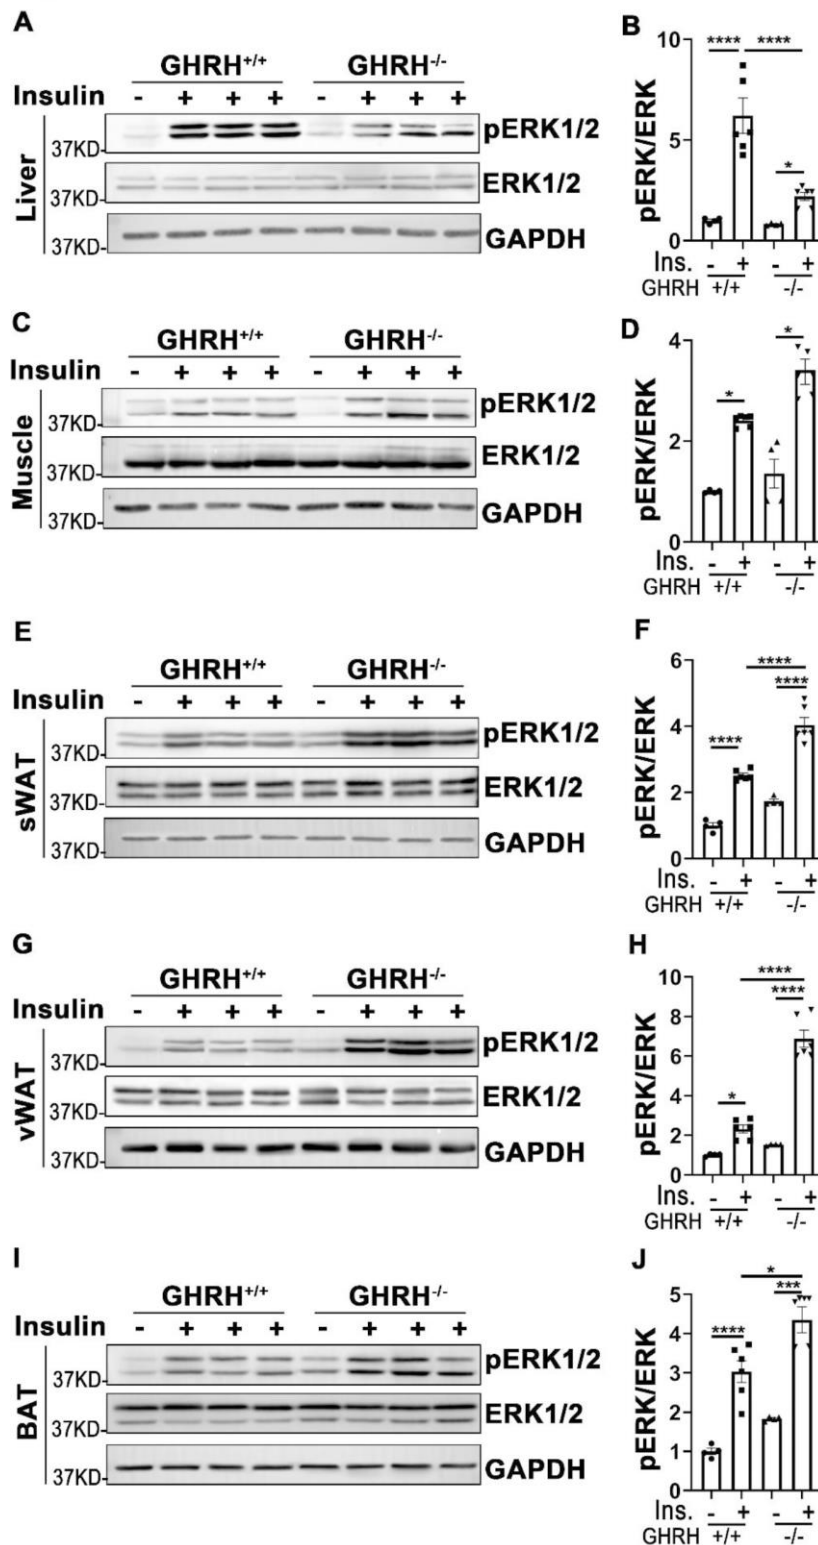 A
GHRH+/+ GHRH-/-
Insulin - + + + - + + +
pERK1/2
37KD-
ERK1/2
37KD-
GAPDH
37KD-
Liver
B
**** ****
*
pERK/ERK
10
5
0
Ins. - + - +
GHRH +/+ -/-
C
GHRH+/+ GHRH-/-
Insulin - + + + - + + +
pERK1/2
37KD-
ERK1/2
37KD-
GAPDH
37KD-
Muscle
D
*
*
pERK/ERK
4
2
0
Ins. - + - +
GHRH +/+ -/-
E
GHRH+/+ GHRH-/-
Insulin - + + + - + + +
pERK1/2
37KD-
ERK1/2
GAPDH
37KD-
sWAT
F
****
****
****
pERK/ERK
6
4
2
0
Ins. - + - +
GHRH +/+ -/-
G
GHRH+/+ GHRH-/-
Insulin - + + + - + + +
pERK1/2
37KD-
ERK1/2
GAPDH
37KD-
vWAT
H
****
****
*
pERK/ERK
10
8
6
4
2
0
Ins. - + - +
GHRH +/+ -/-
I
GHRH+/+ GHRH-/-
Insulin - + + + - + + +
pERK1/2
37KD-
ERK1/2
37KD-
GAPDH
37KD-
BAT
J
*
***
****
pERK/ERK
5
4
3
2
1
0
Ins. - + - +
GHRH +/+ -/-